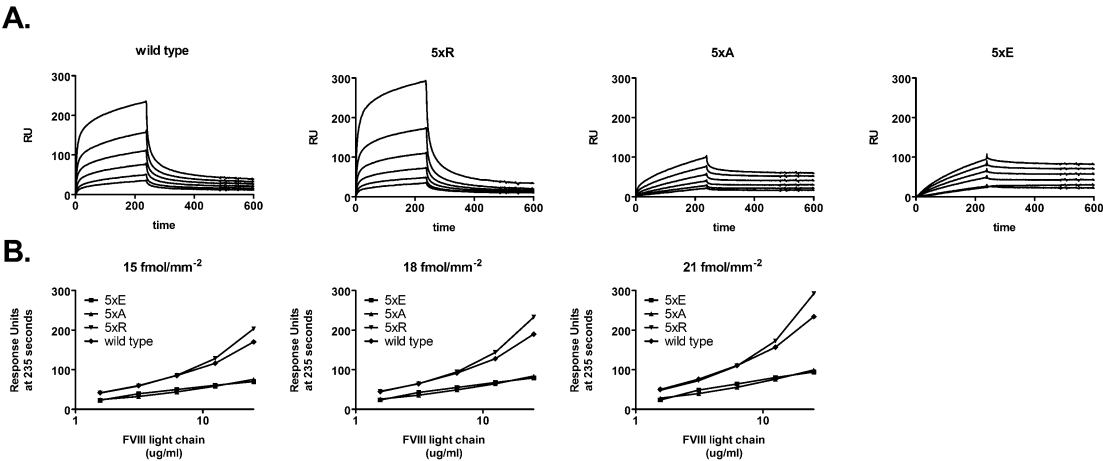 A.
wild type
5xR
5xA
5xE
300
200
100
0
RU
0 200 400 600
time
300
200
100
0
RU
0 200 400 600
time
300
200
100
0
RU
0 200 400 600
time
300
200
100
0
RU
0 200 400 600
time
B.
15 fmol/mm-2
18 fmol/mm-2
21 fmol/mm-2
Response Units
at 235 seconds
300
200
100
0
5xE
5xA
5xR
wild type
1 10
FVIII light chain
(ug/ml)
Response Units
at 235 seconds
300
200
100
0
5xE
5xA
5xR
wild type
1 10
FVIII light chain
(ug/ml)
Response Units
at 235 seconds
300
200
100
0
5xE
5xA
5xR
wild type
1 10
FVIII light chain
(ug/ml)